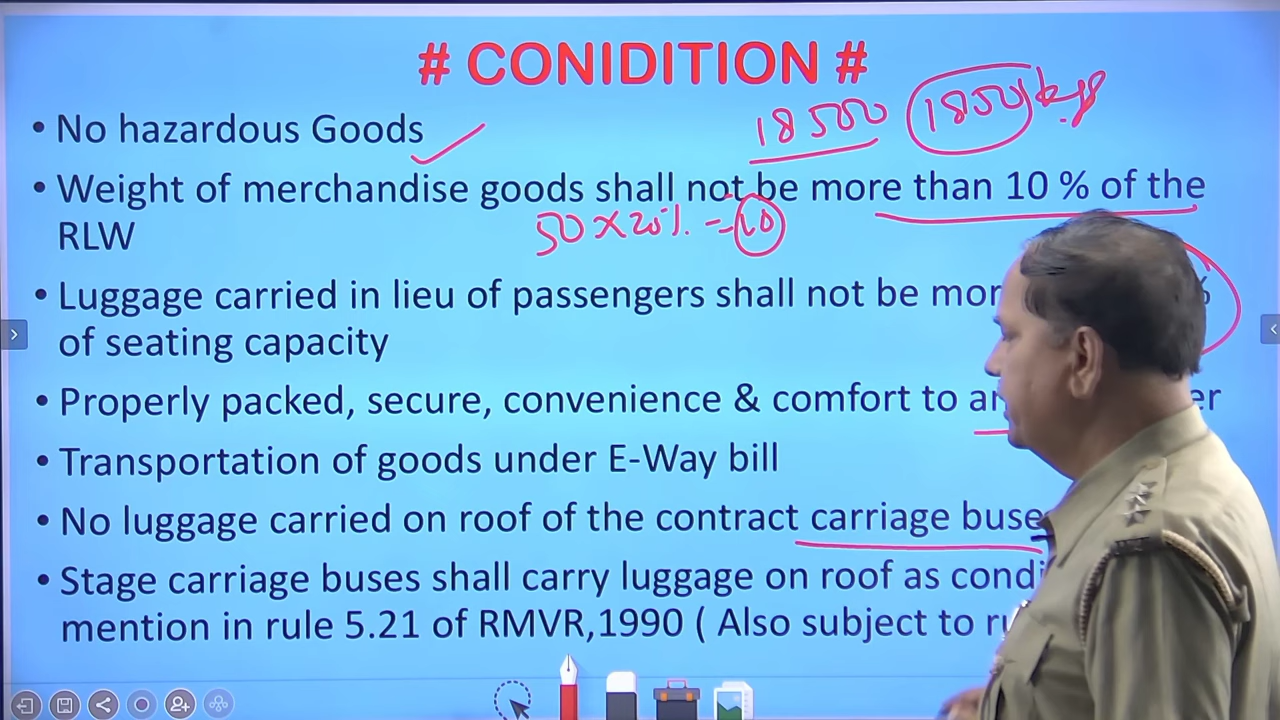 # CONIDITION #
18500 1850 kgs
• No hazardous Goods
• Weight of merchandise goods shall not be more than 10 % of the
RLW
50 x 20% = 10
• Luggage carried in lieu of passengers shall not be %
of seating capacity
• Properly packed, secure, convenience & comfort to
• Transportation of goods under E-Way bill
• No luggage carried on roof of the contract carriage buse
• Stage carriage buses shall carry luggage on roof as
mention in rule 5.21 of RMVR,1990 ( Also subject to